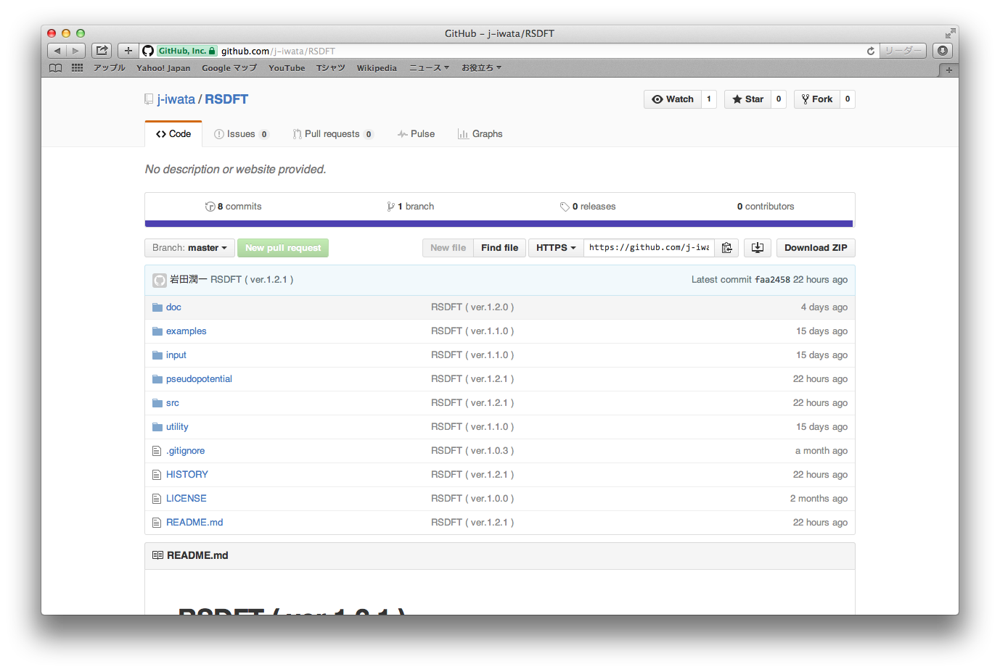 GitHub – j-iwata/RSDFT
GitHub, Inc. github.com/j-iwata/RSDFT リーダー
アップル Yahoo! Japan Google マップ YouTube Tシャツ Wikipedia ニュース お役立ち
j-iwata / RSDFT Watch 1 Star 0 Fork 0
Code Issues 0 Pull requests 0 Pulse Graphs
No description or website provided.
8 commits 1 branch 0 releases 0 contributors
Branch: master New pull request New file Find file HTTPS https://github.com/j-iwa Download ZIP
岩田潤一 RSDFT ( ver.1.2.1 ) Latest commit faa2458 22 hours ago
doc RSDFT ( ver.1.2.0 ) 4 days ago
examples RSDFT ( ver.1.1.0 ) 15 days ago
input RSDFT ( ver.1.1.0 ) 15 days ago
pseudopotential RSDFT ( ver.1.2.1 ) 22 hours ago
src RSDFT ( ver.1.2.1 ) 22 hours ago
utility RSDFT ( ver.1.1.0 ) 15 days ago
.gitignore RSDFT ( ver.1.0.3 ) a month ago
HISTORY RSDFT ( ver.1.2.1 ) 22 hours ago
LICENSE RSDFT ( ver.1.0.0 ) 2 months ago
README.md RSDFT ( ver.1.2.1 ) 22 hours ago
README.md
RSDFT ( ver.1.2.1 )